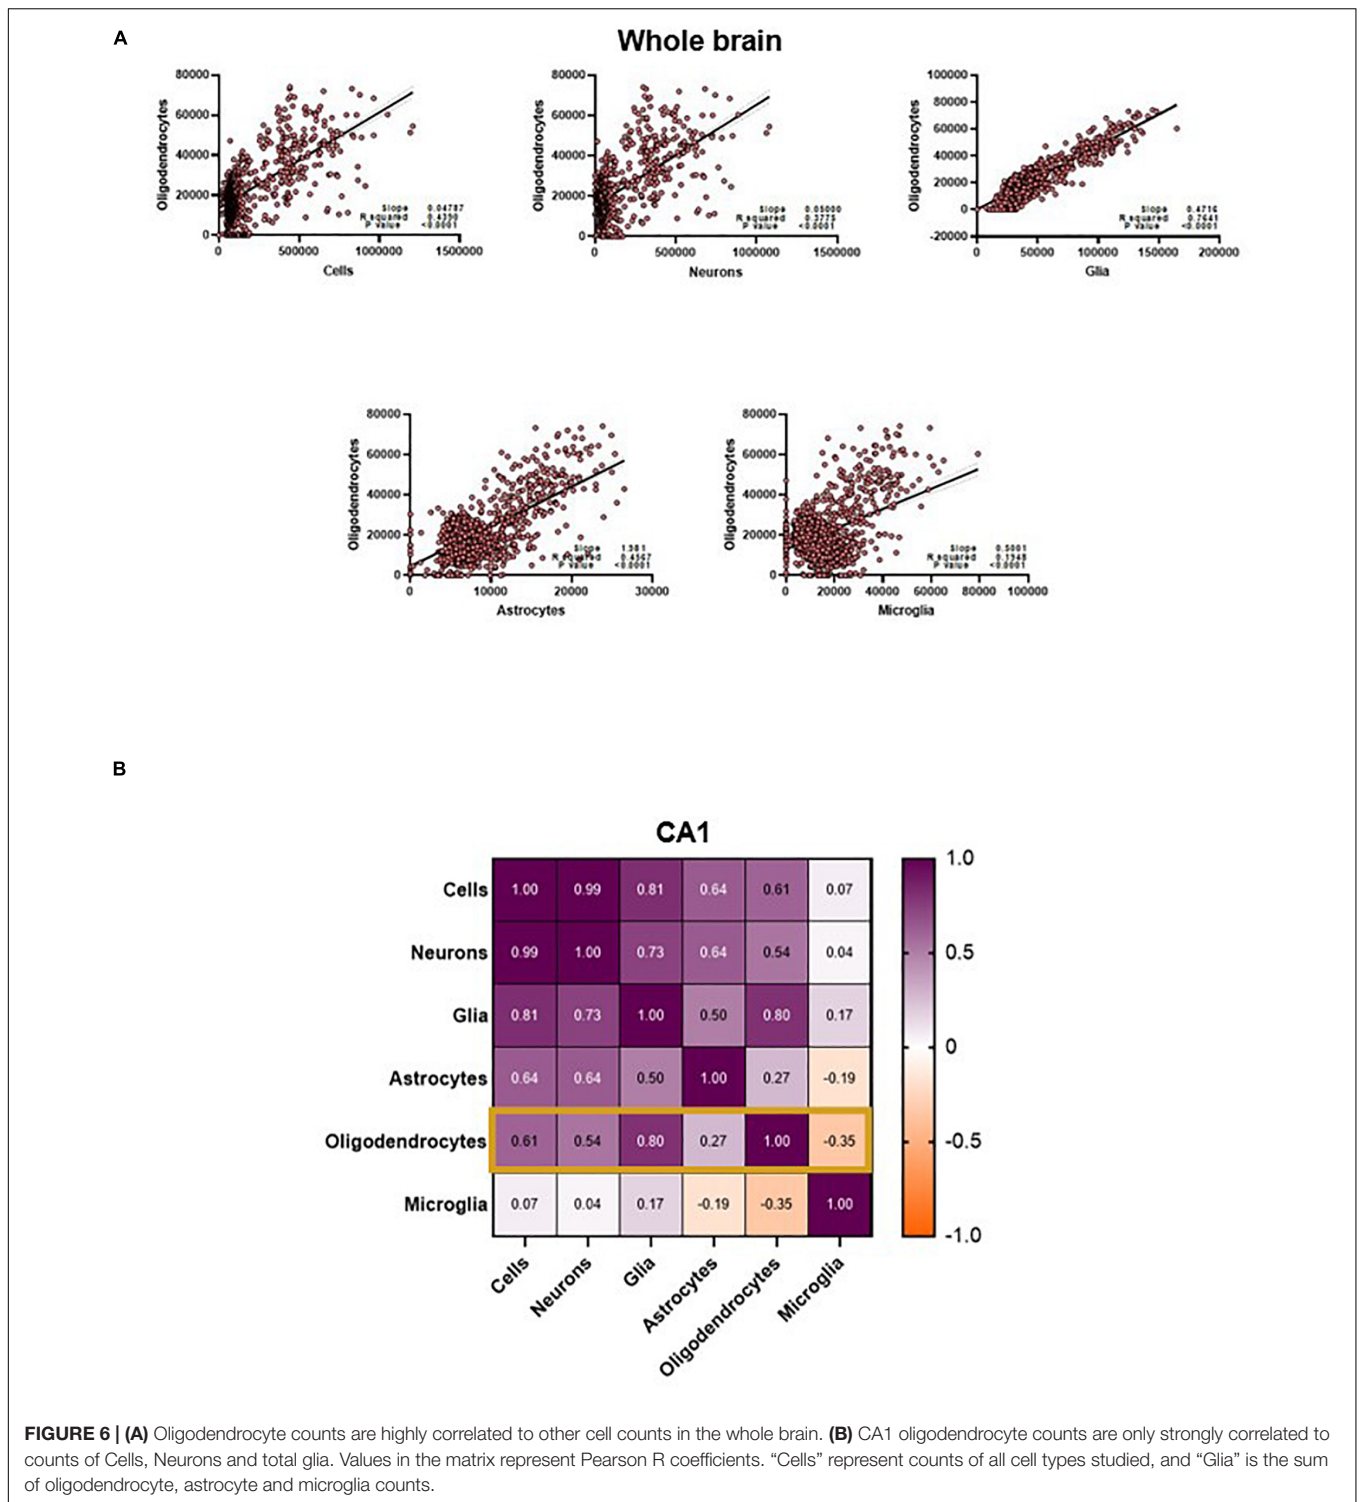 A
Whole brain
Oligodendrocytes
80000
60000
40000
20000
0
0 500000 1000000 1500000
Cells
Slope 0.04787
R squared 0.4390
P value <0.0001
Oligodendrocytes
80000
60000
40000
20000
0
0 500000 1000000 1500000
Neurons
Slope 0.05000
R squared 0.3775
P value <0.0001
Oligodendrocytes
100000
80000
60000
40000
20000
0
-20000
0 50000 100000 150000 200000
Glia
Slope 0.4716
R squared 0.7641
P value <0.0001
Oligodendrocytes
80000
60000
40000
20000
0
0 10000 20000 30000
Astrocytes
Slope
R squared 0.4567
P value <0.0001
Oligodendrocytes
80000
60000
40000
20000
0
0 20000 40000 60000 80000 100000
Microglia
Slope 0.5001
R squared 0.1948
P value <0.0001
B
CA1
Cells 1.00 0.99 0.81 0.64 0.61 0.07
Neurons 0.99 1.00 0.73 0.64 0.54 0.04
Glia 0.81 0.73 1.00 0.50 0.80 0.17
Astrocytes 0.64 0.64 0.50 1.00 0.27 -0.19
Oligodendrocytes 0.61 0.54 0.80 0.27 1.00 -0.35
Microglia 0.07 0.04 0.17 -0.19 -0.35 1.00
Cells Neurons Glia Astrocytes Oligodendrocytes Microglia
1.0
0.5
0
-0.5
-1.0
FIGURE 6 | (A) Oligodendrocyte counts are highly correlated to other cell counts in the whole brain. (B) CA1 oligodendrocyte counts are only strongly correlated to
counts of Cells, Neurons and total glia. Values in the matrix represent Pearson R coefficients. “Cells” represent counts of all cell types studied, and “Glia” is the sum
of oligodendrocyte, astrocyte and microglia counts.